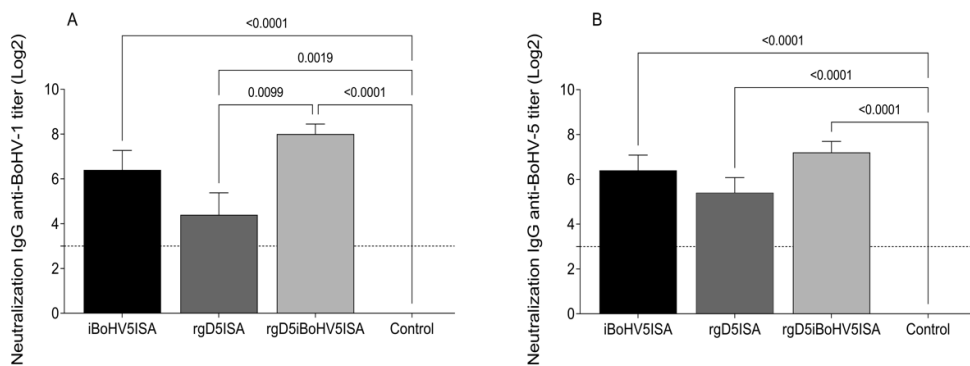 A
<0.0001
0.0019
0.0099
<0.0001
Neutralization IgG anti-BoHV-1 titer (Log2)
10
8
6
4
2
0
iBoHV5ISA
rgD5ISA
rgD5iBoHV5ISA
Control
B
<0.0001
<0.0001
<0.0001
Neutralization IgG anti-BoHV-5 titer (Log2)
10
8
6
4
2
0
iBoHV5ISA
rgD5ISA
rgD5iBoHV5ISA
Control